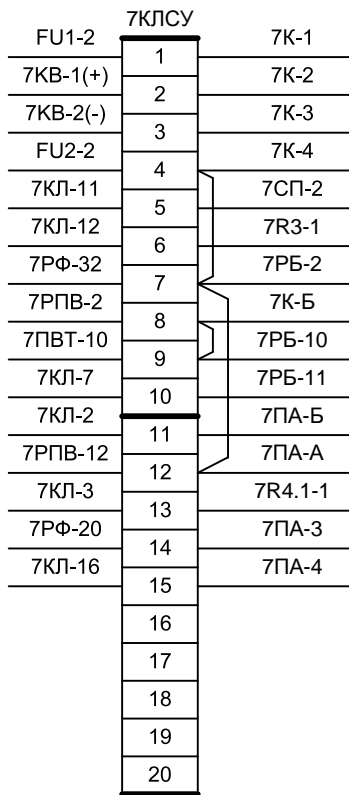 7КЛСУ
FU1-2 1 7К-1
7КВ-1(+) 2 7К-2
7КВ-2(-) 3 7К-3
FU2-2 4 7К-4
7КЛ-11 5 7СП-2
7КЛ-12 6 7R3-1
7РФ-32 7 7РБ-2
7РПВ-2 8 7К-Б
7ПВТ-10 9 7РБ-10
7КЛ-7 10 7РБ-11
7КЛ-2 11 7ПА-Б
7РПВ-12 12 7ПА-А
7КЛ-3 13 7R4.1-1
7РФ-20 14 7ПА-3
7КЛ-16 15 7ПА-4
16
17
18
19
20